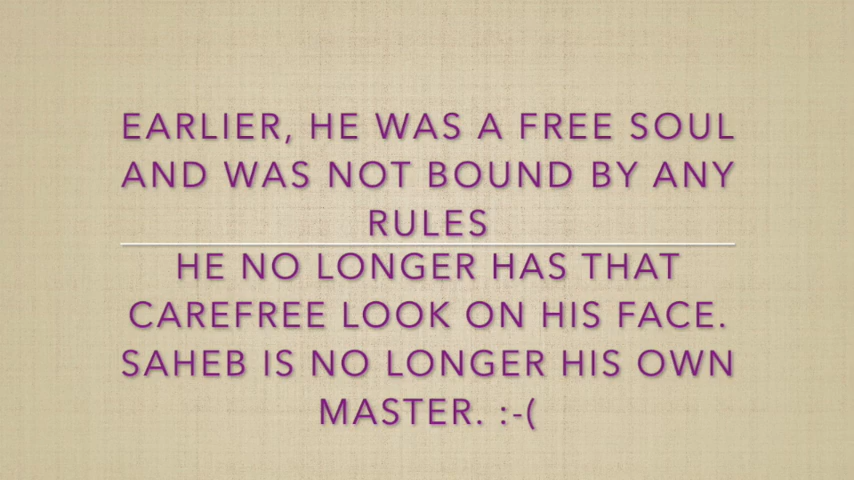 EARLIER, HE WAS A FREE SOUL
AND WAS NOT BOUND BY ANY
RULES
HE NO LONGER HAS THAT
CAREFREE LOOK ON HIS FACE.
SAHEB IS NO LONGER HIS OWN
MASTER. :-(